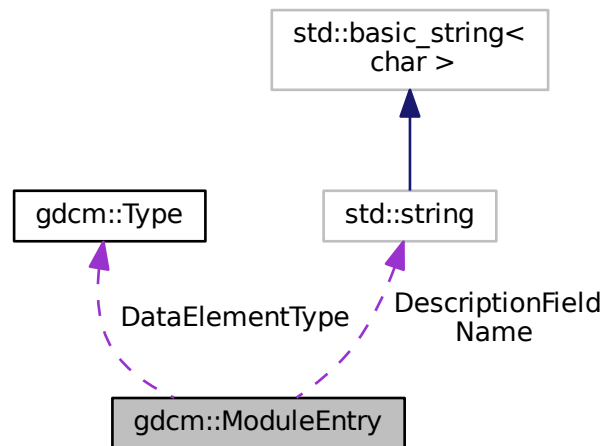 std::basic_string<
char >
gdcm::Type
std::string
DataElementType
DescriptionField
Name
gdcm::ModuleEntry